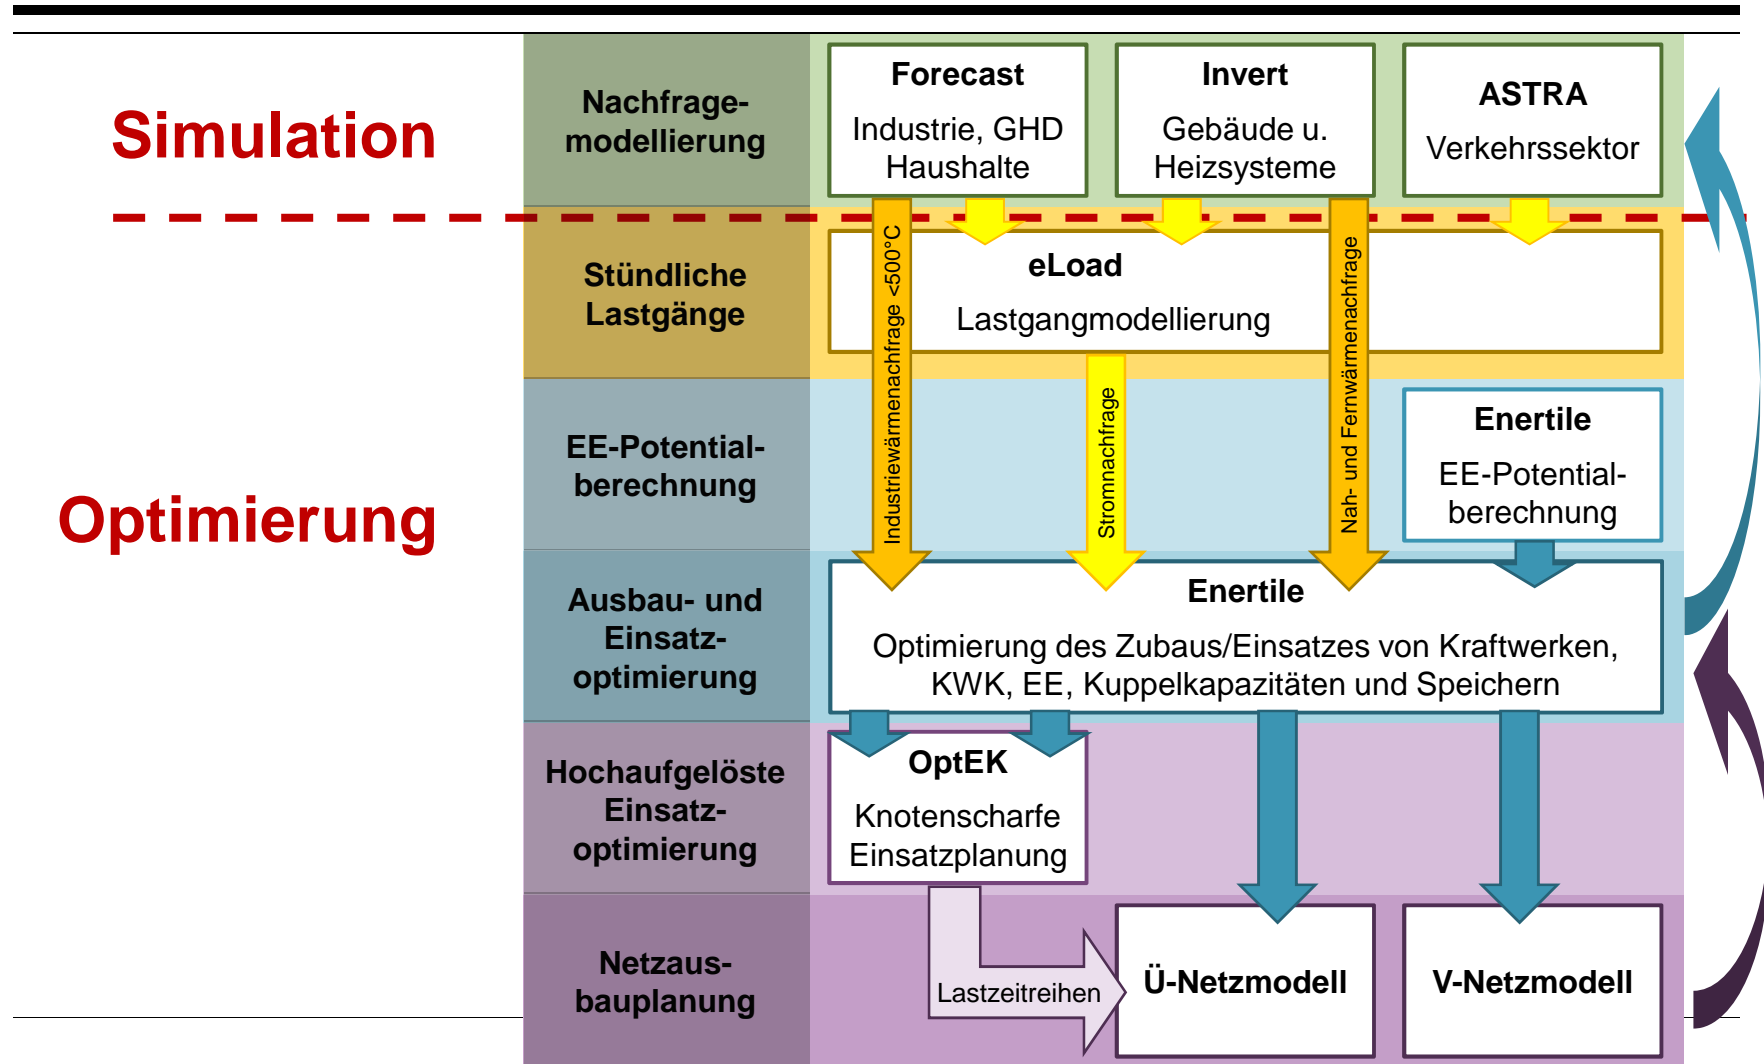 Simulation
Nachfrage-
modellierung
Forecast
Industrie, GHD
Haushalte
Invert
Gebäude u.
Heizsysteme
ASTRA
Verkehrssektor
Stündliche
Lastgänge
eLoad
Lastgangmodellierung
Industriewärmenachfrage <500°C
Stromnachfrage
Nah- und Fernwärmenachfrage
Optimierung
EE-Potential-
berechnung
Enertile
EE-Potential-
berechnung
Ausbau- und
Einsatz-
optimierung
Enertile
Optimierung des Zubaus/Einsatzes von Kraftwerken,
KWK, EE, Kuppelkapazitäten und Speichern
Hochaufgelöste
Einsatz-
optimierung
OptEK
Knotenscharfe
Einsatzplanung
Netzaus-
bauplanung
Lastzeitreihen
Ü-Netzmodell
V-Netzmodell